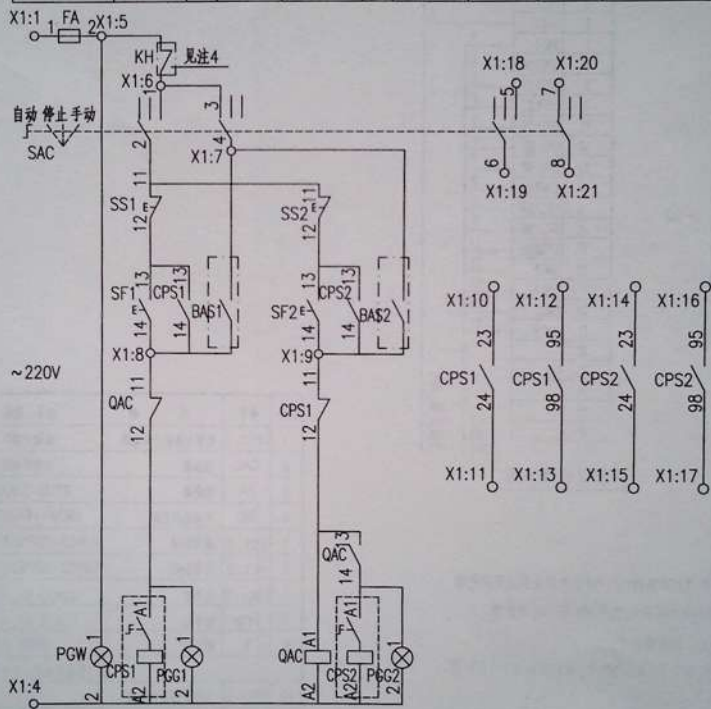 X1:1 1 FA 2 X1:5
KH 见注4
X1:6
X1:18 X1:20
1 3 5 7
自动 停止 手动
SAC
2 4 6 8
X1:7
X1:19 X1:21
11 11
SS1 E SS2 E
12 12
13 13 13 13
SF1 E CPS1 BAS1 SF2 E CPS2 BAS2
14 14 14 14
X1:8 X1:9
X1:10 X1:12 X1:14 X1:16
23 95 23 95
CPS1 CPS1 CPS2 CPS2
24 98 24 98
X1:11 X1:13 X1:15 X1:17
~220V
11 11
QAC CPS1
12 12
13
QAC
14
A1 A1
PGW 1 CPS1 PGG1 1 QAC A1 CPS2 PGG2 1
2 A2 2 A2 A2 2
X1:4